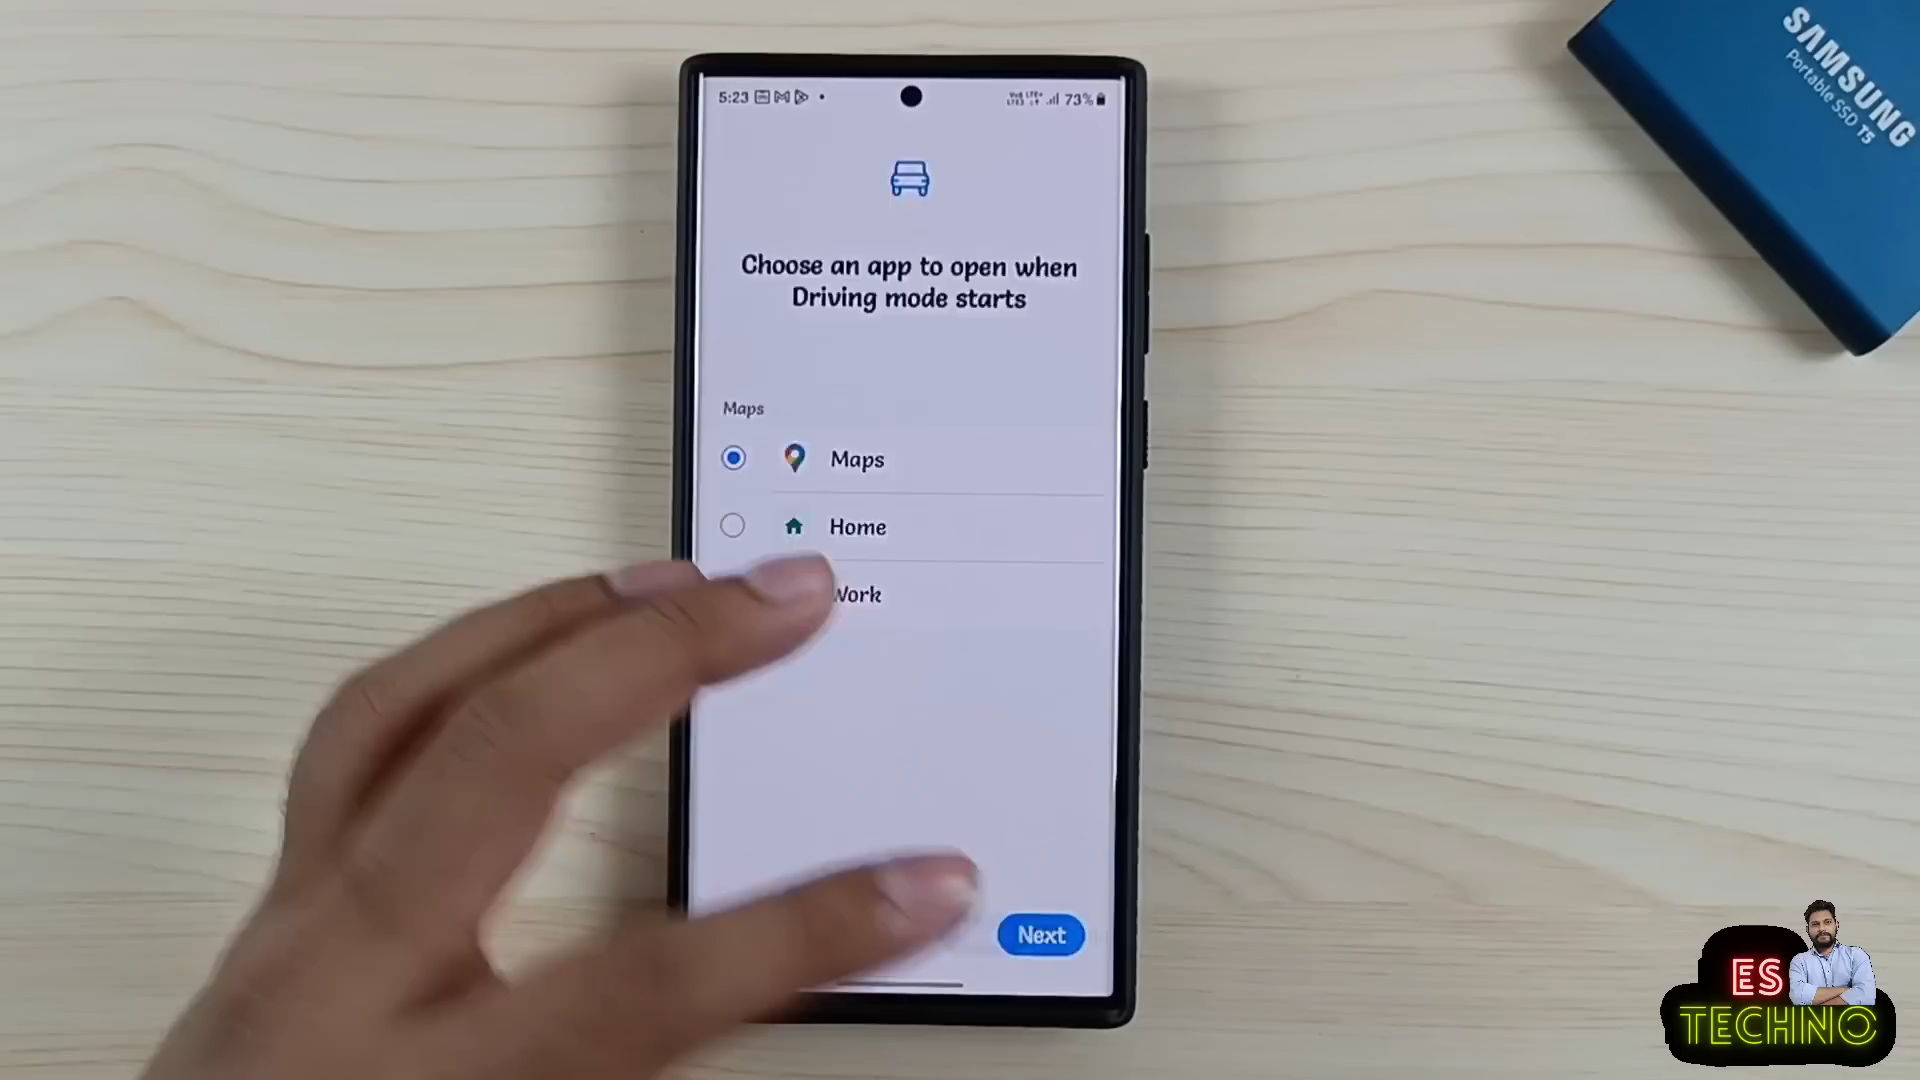 SAMSUNG
Portable SSD T5
5:23
73%
Choose an app to open when
Driving mode starts
Maps
Maps
Home
Work
Next
ES
TECHNO